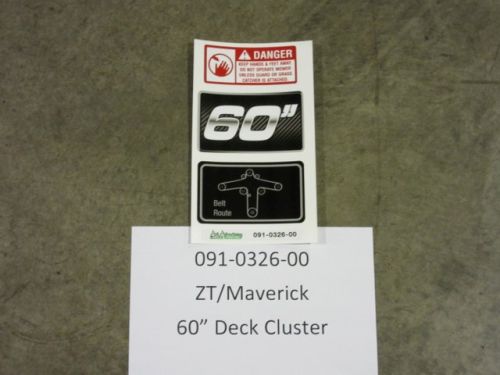 DANGER
KEEP HANDS & FEET AWAY
DO NOT OPERATE MOWER
UNLESS GUARD OR GRASS
CATCHER IS ATTACHED
60"
Belt
Route
091-0326-00
091-0326-00
ZT/Maverick
60” Deck Cluster